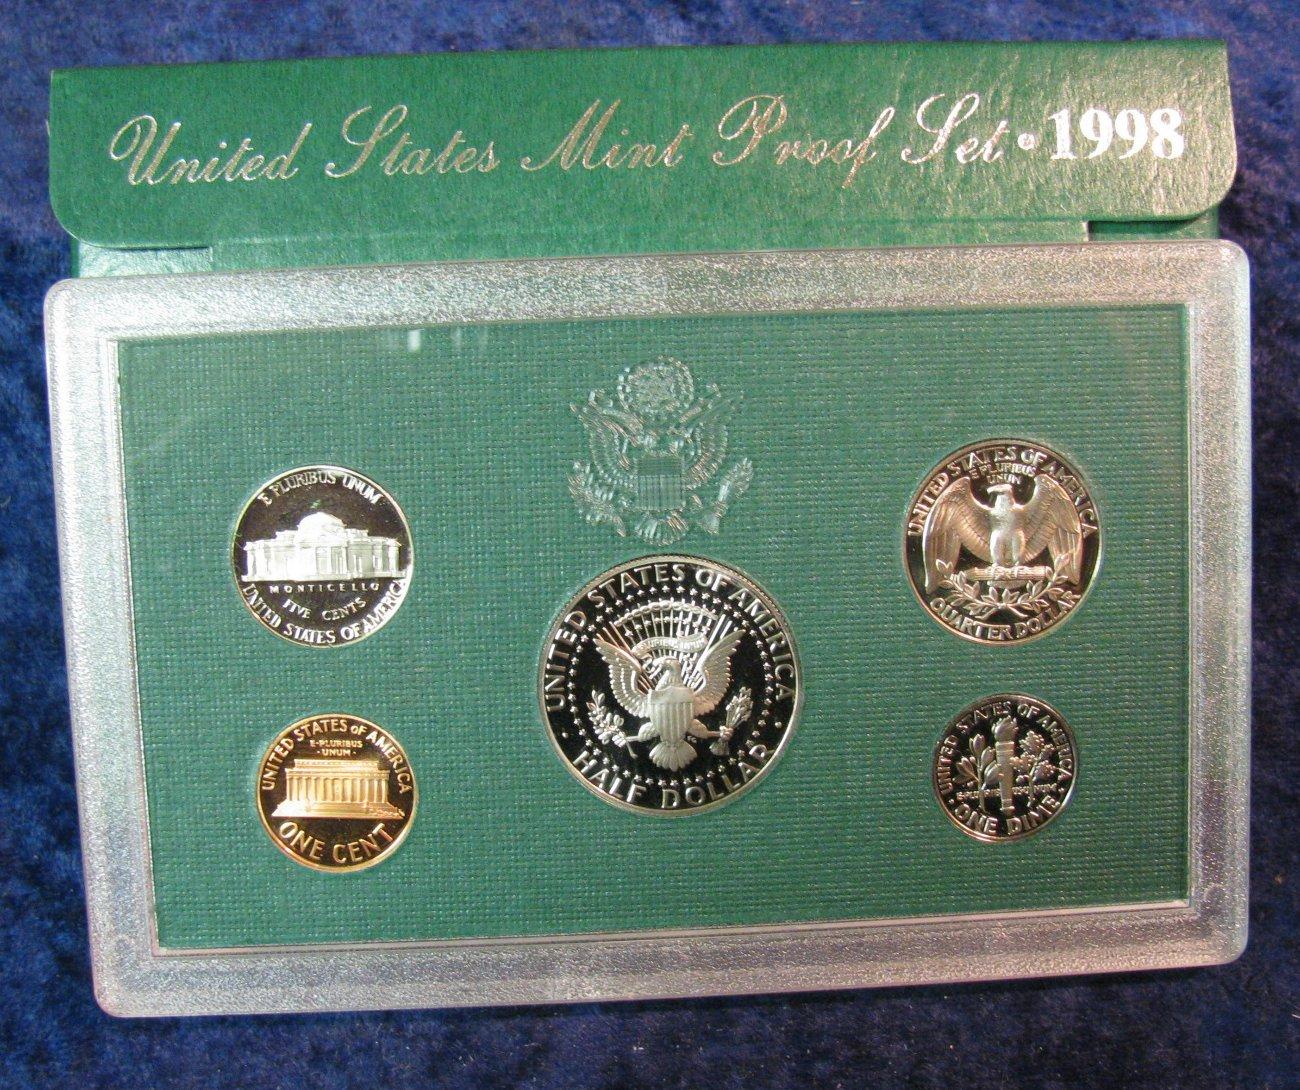 United States Mint Proof Set • 1998
E PLURIBUS UNUM
MONTICELLO
FIVE CENTS
UNITED STATES OF AMERICA
UNITED STATES OF AMERICA
E PLURIBUS
UNUM
QUARTER DOLLAR
UNITED STATES OF AMERICA
E PLURIBUS UNUM
HALF DOLLAR
UNITED STATES OF AMERICA
E·PLURIBUS
·UNUM·
ONE CENT
UNITED STATES OF AMERICA
ONE DIME